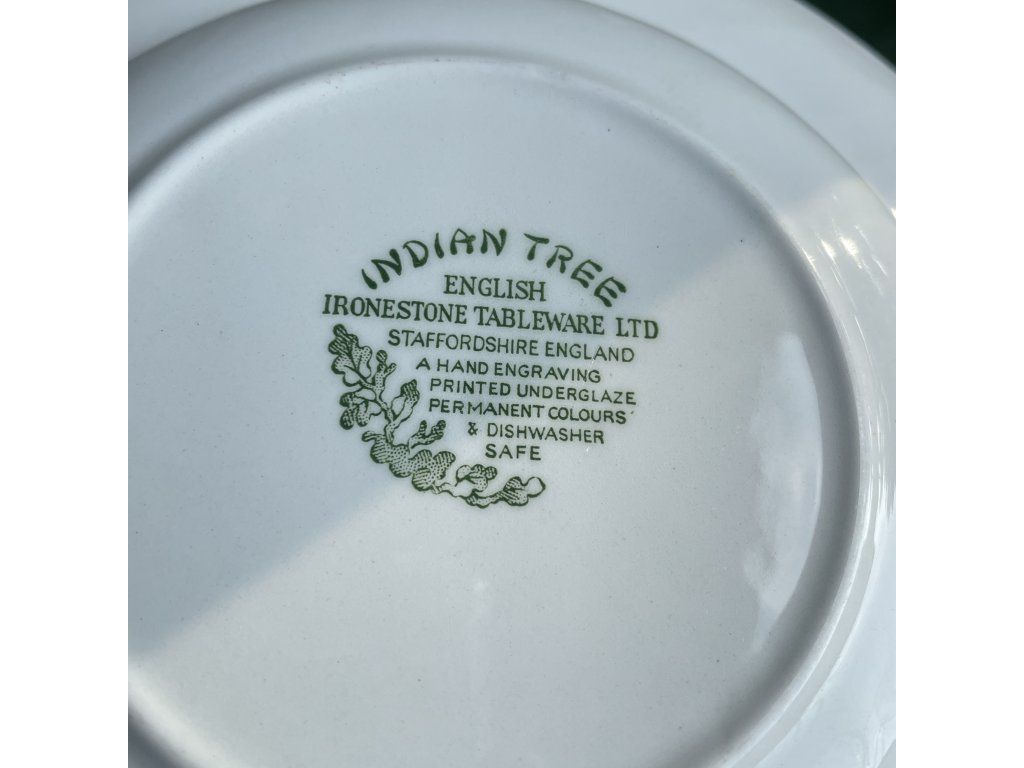 INDIAN TREE
ENGLISH
IRONESTONE TABLEWARE LTD
STAFFORDSHIRE ENGLAND
A HAND ENGRAVING
PRINTED UNDERGLAZE
PERMANENT COLOURS
& DISHWASHER
SAFE